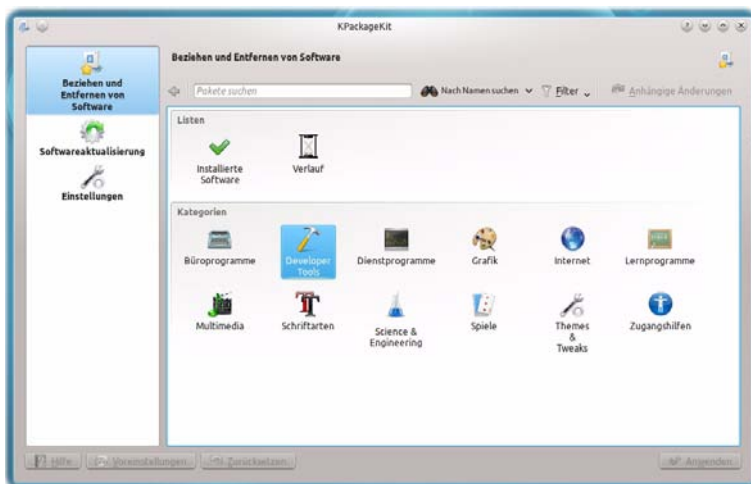 KPackageKit
Beziehen und
Entfernen von
Software
Softwareaktualisierung
Einstellungen
Beziehen und Entfernen von Software
Pakete suchen
Nach Namen suchen
Filter
Anhängige Änderungen
Listen
Installierte
Software
Verlauf
Kategorien
Büroprogramme
Developer
Tools
Dienstprogramme
Grafik
Internet
Lernprogramme
Multimedia
Schriftarten
Science &
Engineering
Spiele
Themes
&
Tweaks
Zugangshilfen
Hilfe
Voreinstellungen
Zurücksetzen
Anwenden